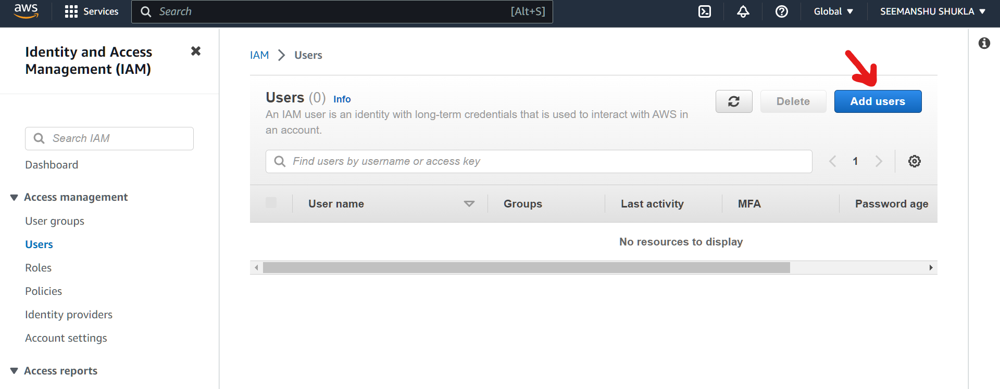 aws
Services
Search [Alt+S]
Global
SEEMANSHU SHUKLA
Identity and Access
Management (IAM)
Search IAM
Dashboard
Access management
User groups
Users
Roles
Policies
Identity providers
Account settings
Access reports
IAM > Users
Users (0) Info
An IAM user is an identity with long-term credentials that is used to interact with AWS in
an account.
Delete
Add users
Find users by username or access key
1
User name Groups Last activity MFA Password age
No resources to display